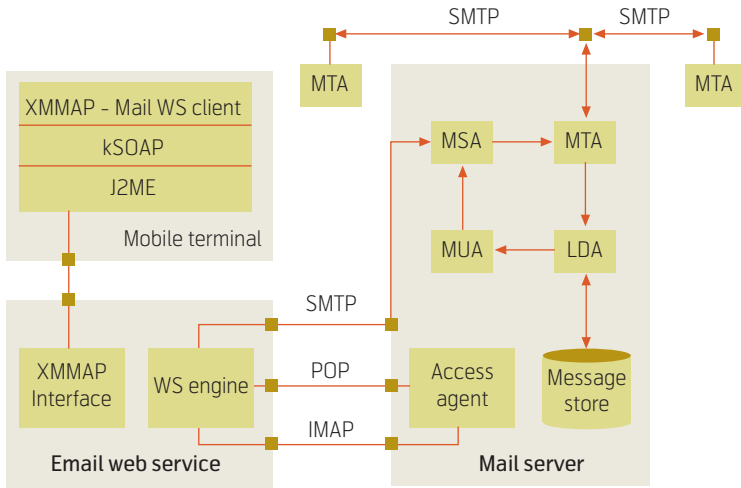 SMTP
SMTP
MTA
MTA
XMMAP - Mail WS client
kSOAP
J2ME
Mobile terminal
MSA
MTA
MUA
LDA
SMTP
XMMAP
Interface
WS engine
POP
Access
agent
Message
store
IMAP
Email web service
Mail server